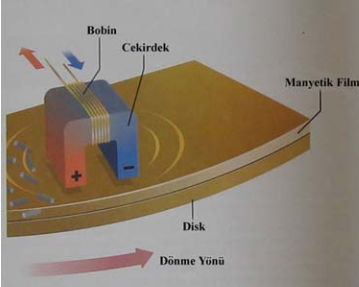 Bobin
Cekirdek
Manyetik Film
+
-
Disk
Dönme Yönü